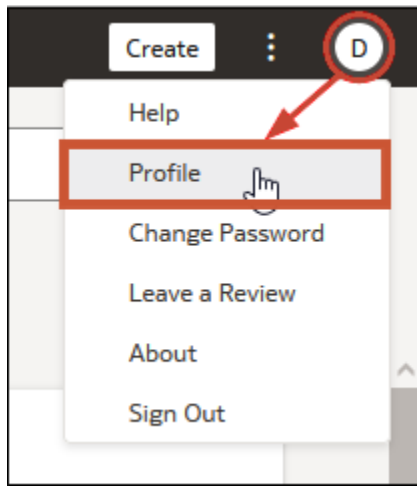 Create D
Help
Profile
Change Password
Leave a Review
About
Sign Out